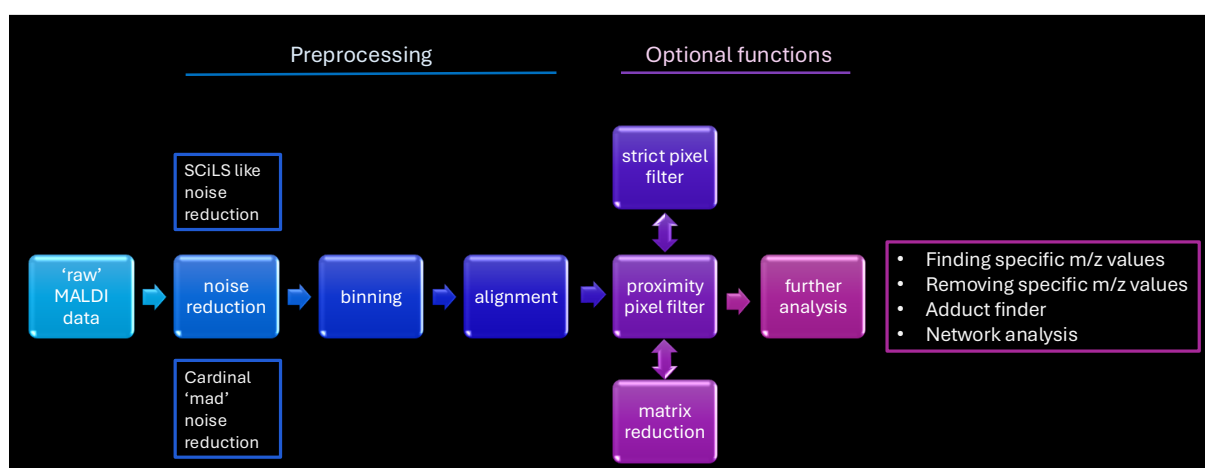 Preprocessing
Optional functions
SCiLS like
noise
reduction
strict pixel
filter
‘raw’
MALDI
data
noise
reduction
binning
alignment
proximity
pixel filter
further
analysis
• Finding specific m/z values
• Removing specific m/z values
• Adduct finder
• Network analysis
Cardinal
‘mad’
noise
reduction
matrix
reduction